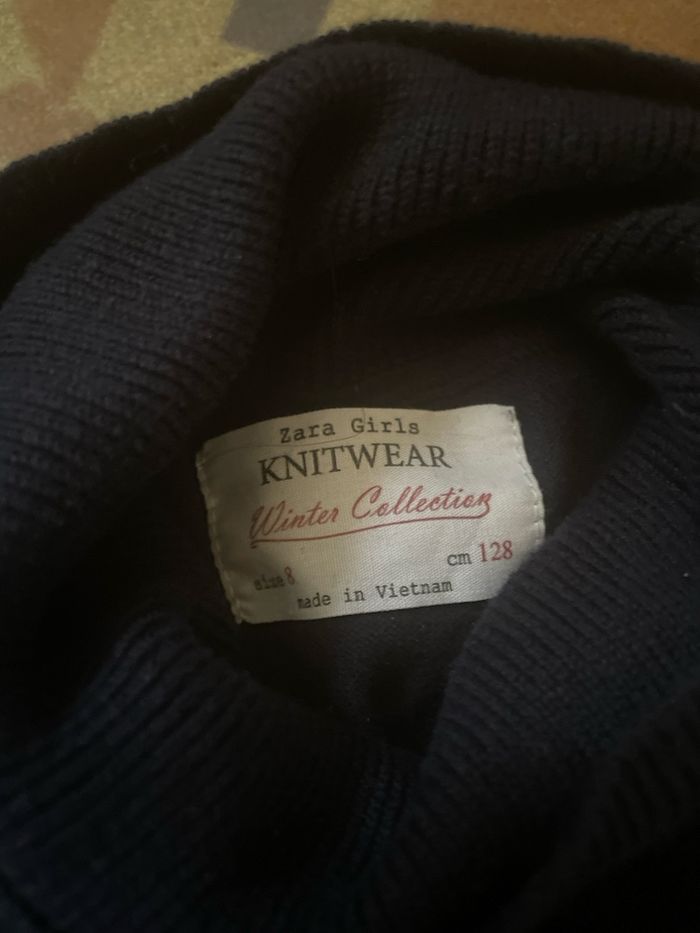 Zara Girls
KNITWEAR
Winter Collection
size 8 cm 128
made in Vietnam